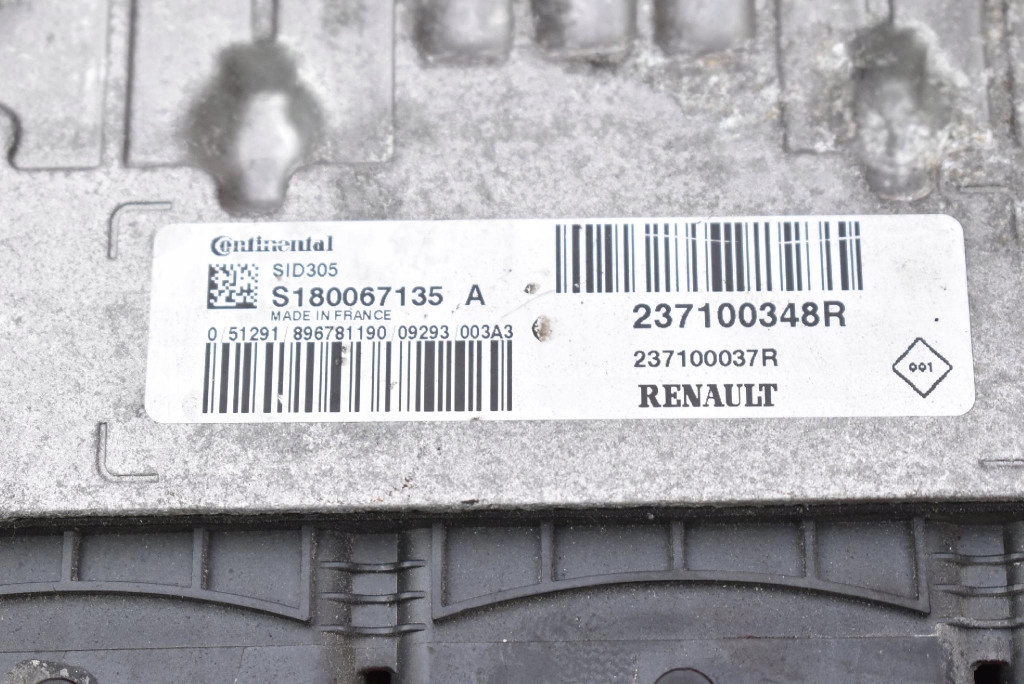 Continental
SID305
S180067135 A
MADE IN FRANCE
0/51291/896781190/09293/003A3
237100348R
237100037R
RENAULT
001